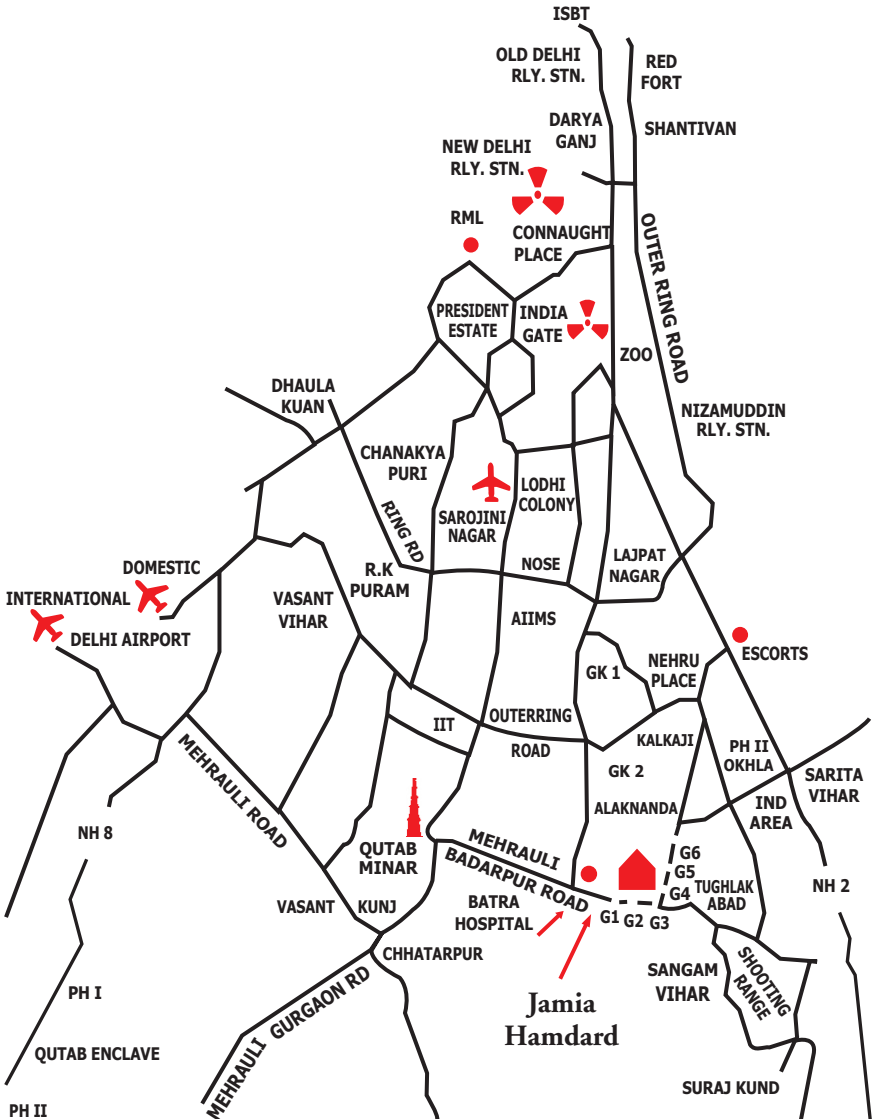 ISBT
OLD DELHI
RLY. STN.
RED
FORT
DARYA
GANJ
SHANTIVAN
NEW DELHI
RLY. STN.
RML
CONNAUGHT
PLACE
OUTER RING ROAD
PRESIDENT
ESTATE
INDIA
GATE
ZOO
DHAULA
KUAN
NIZAMUDDIN
RLY. STN.
CHANAKYA
PURI
LODHI
COLONY
RING RD
SAROJINI
NAGAR
NOSE
LAJPAT
NAGAR
DOMESTIC
R.K
PURAM
INTERNATIONAL
VASANT
VIHAR
DELHI AIRPORT
AIIMS
ESCORTS
GK 1
NEHRU
PLACE
IIT
OUTERRING
ROAD
KALKAJI
PH II
OKHLA
MEHRAULI ROAD
GK 2
SARITA
VIHAR
ALAKNANDA
IND
AREA
NH 8
QUTAB
MINAR
MEHRAULI
BADARPUR ROAD
G6
G5
G4
TUGHLAK
ABAD
NH 2
VASANT KUNJ
BATRA
HOSPITAL
G1 G2 G3
CHHATARPUR
SANGAM
VIHAR
SHOOTING
RANGE
PH I
Jamia
Hamdard
MEHRAULI GURGAON RD
QUTAB ENCLAVE
SURAJ KUND
PH II